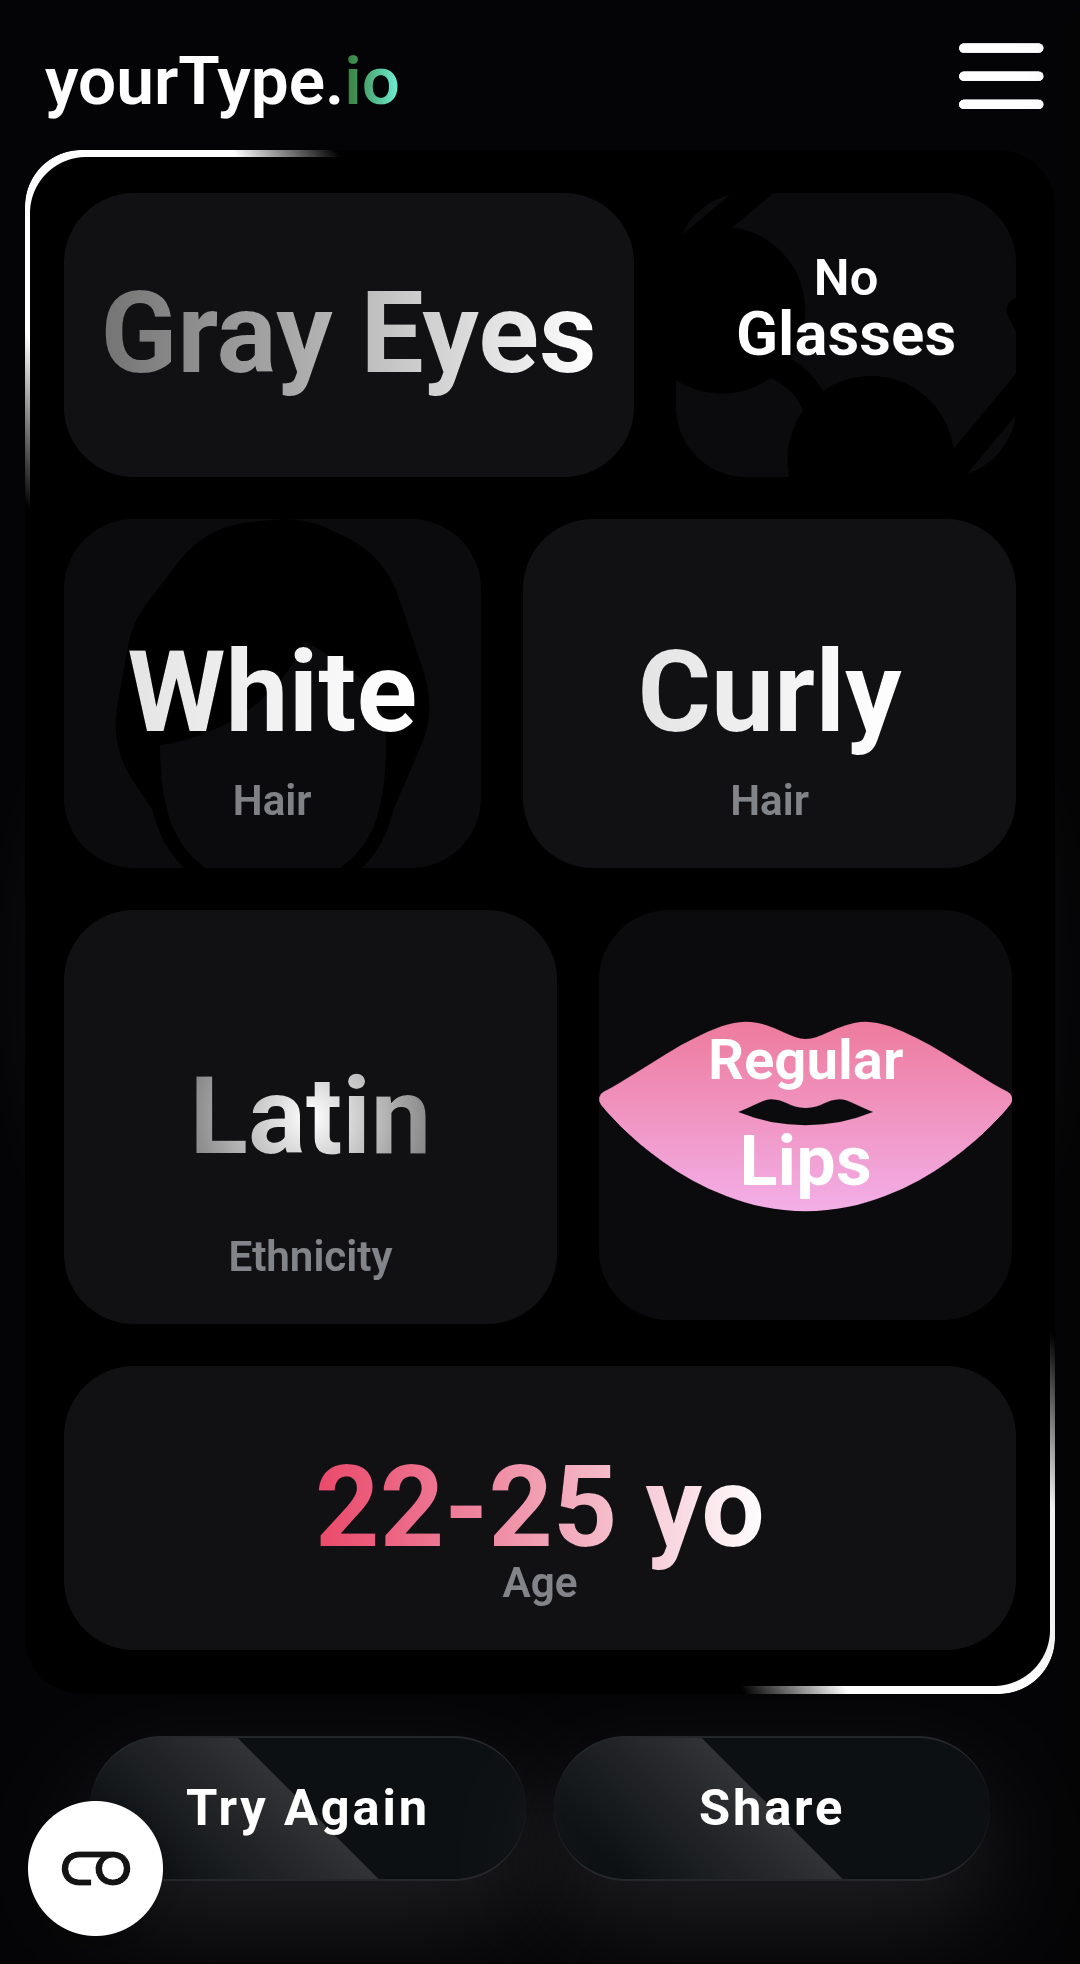 yourType.io
Gray Eyes
No
Glasses
White
Hair
Curly
Hair
Latin
Ethnicity
Regular
Lips
22-25 yo
Age
Try Again
Share